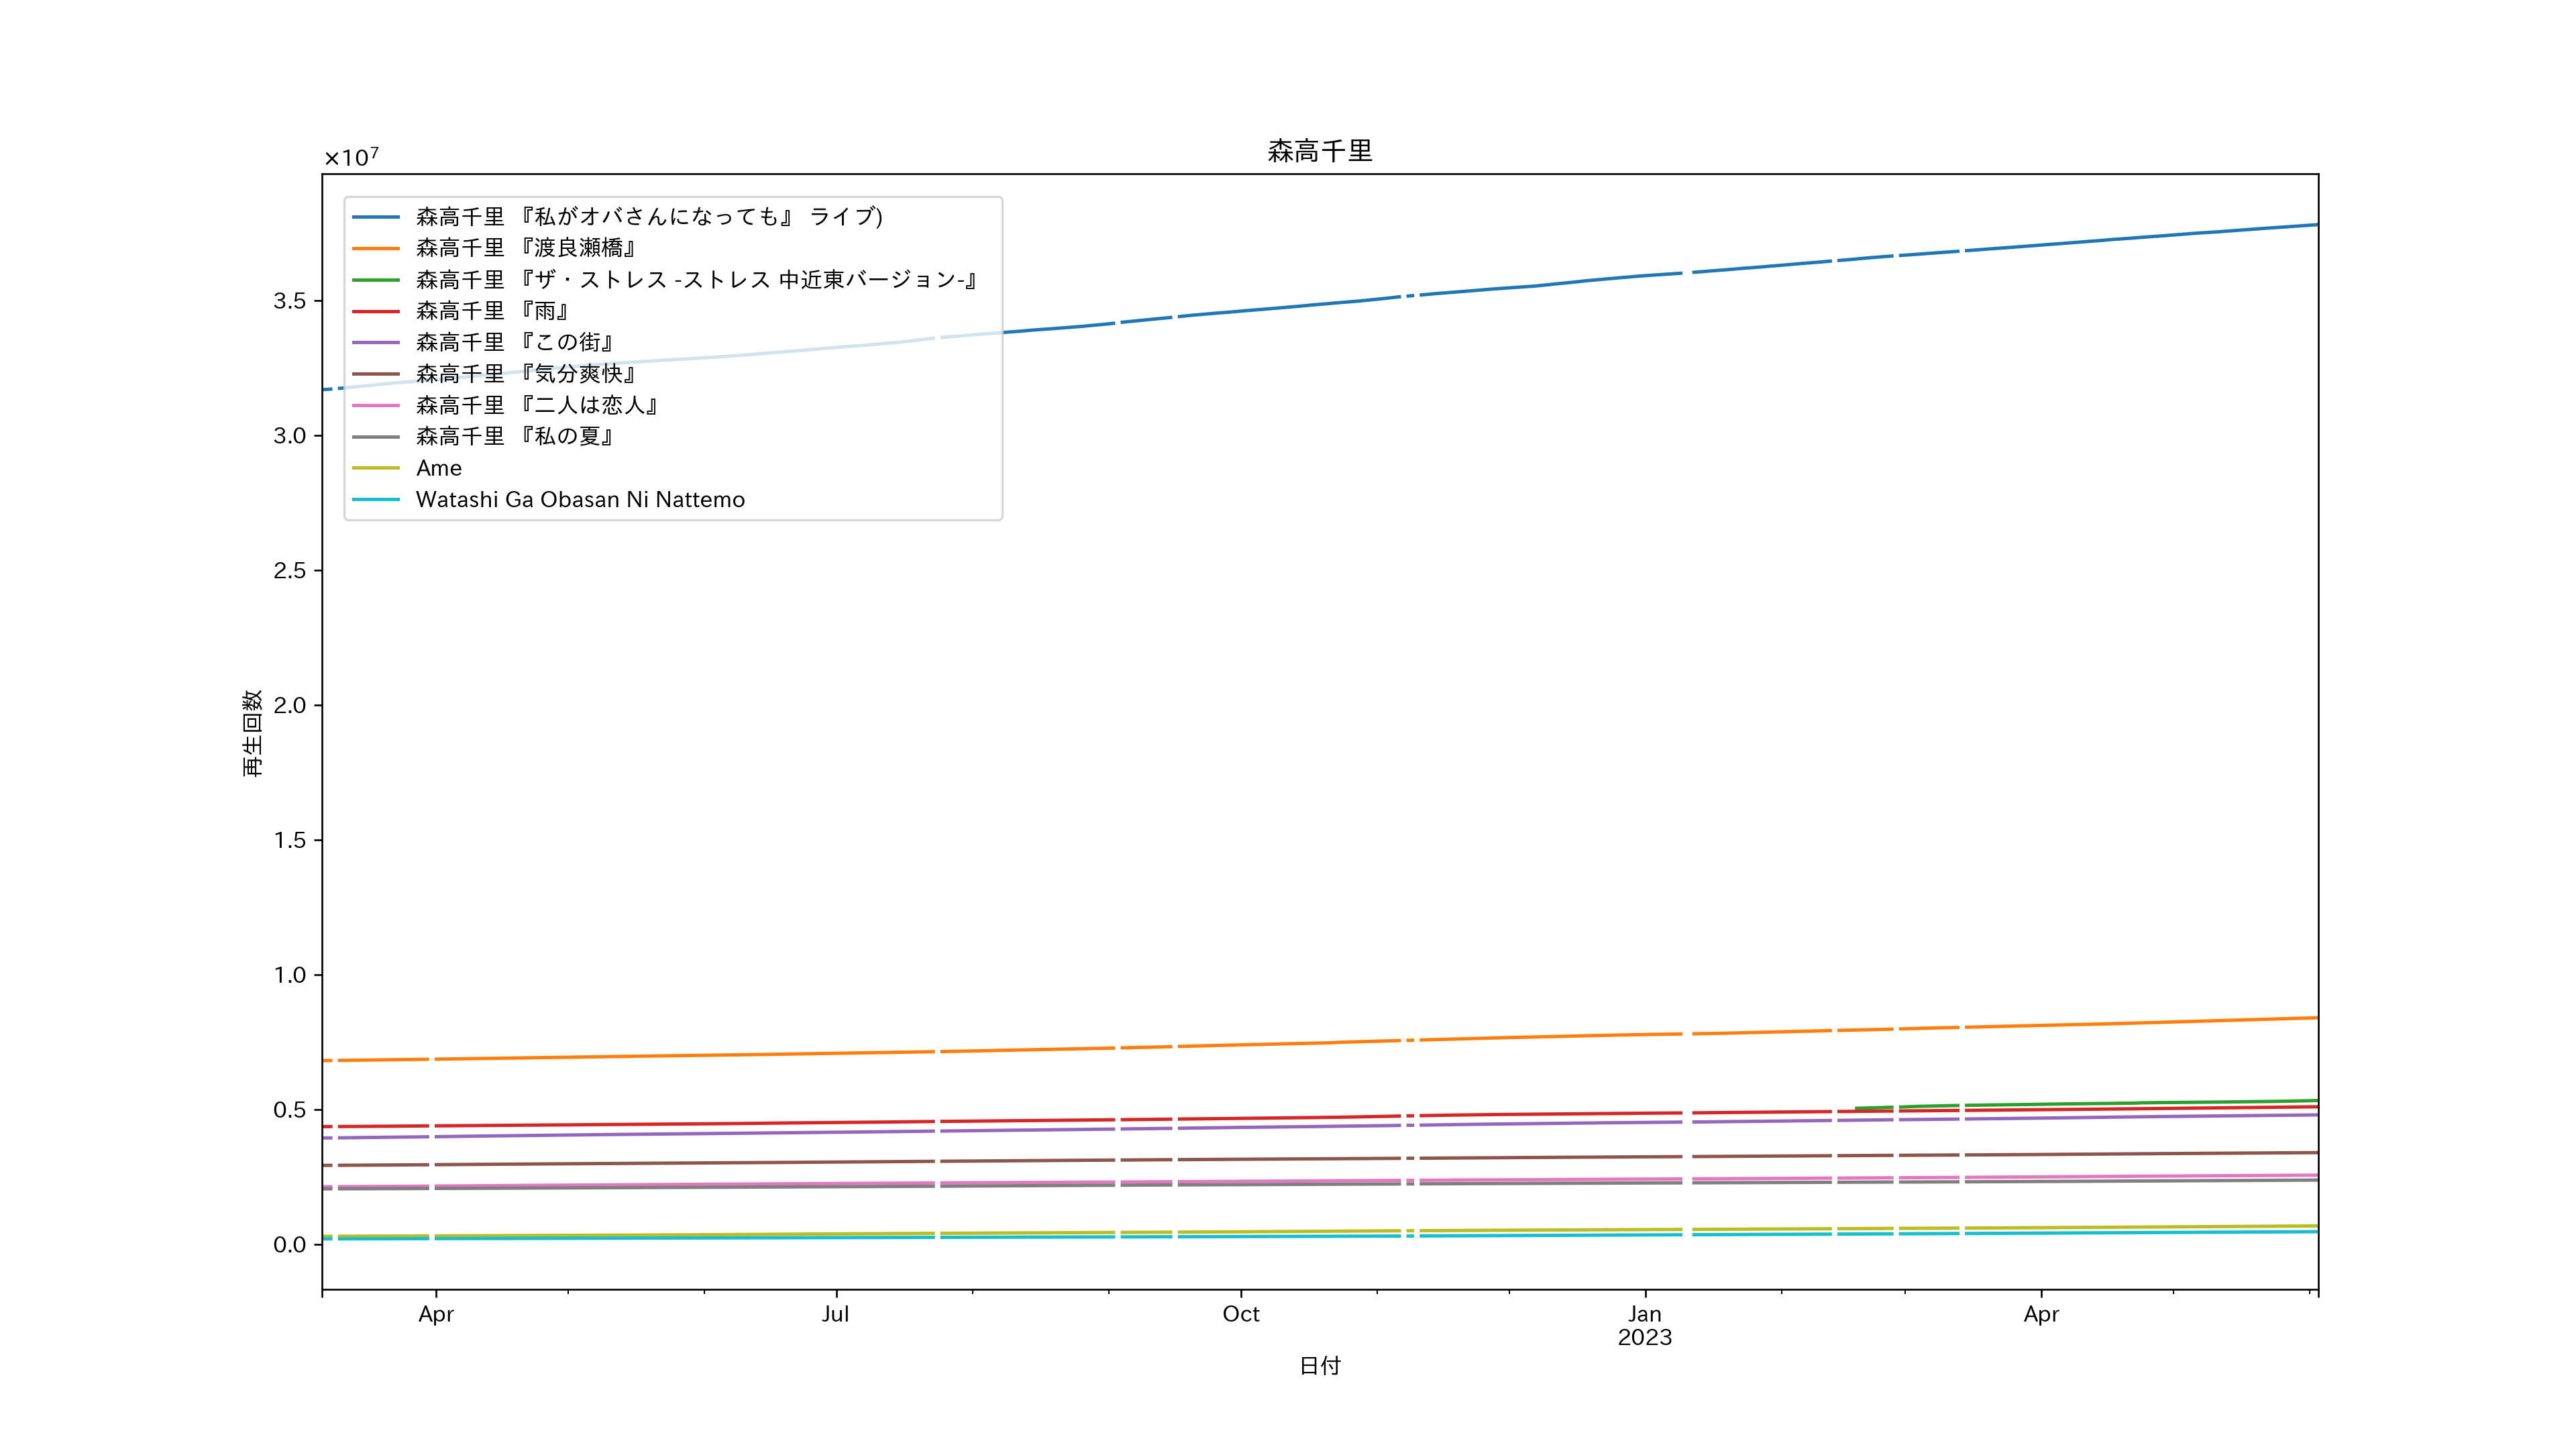 森高千里
×10⁷
森高千里 『私がオバさんになっても』 ライブ)
森高千里 『渡良瀬橋』
森高千里 『ザ・ストレス -ストレス 中近東バージョン-』
森高千里 『雨』
森高千里 『この街』
森高千里 『気分爽快』
森高千里 『二人は恋人』
森高千里 『私の夏』
Ame
Watashi Ga Obasan Ni Nattemo
3.5
3.0
2.5
2.0
1.5
1.0
0.5
0.0
再生回数
Apr
Jul
Oct
Jan
2023
Apr
日付